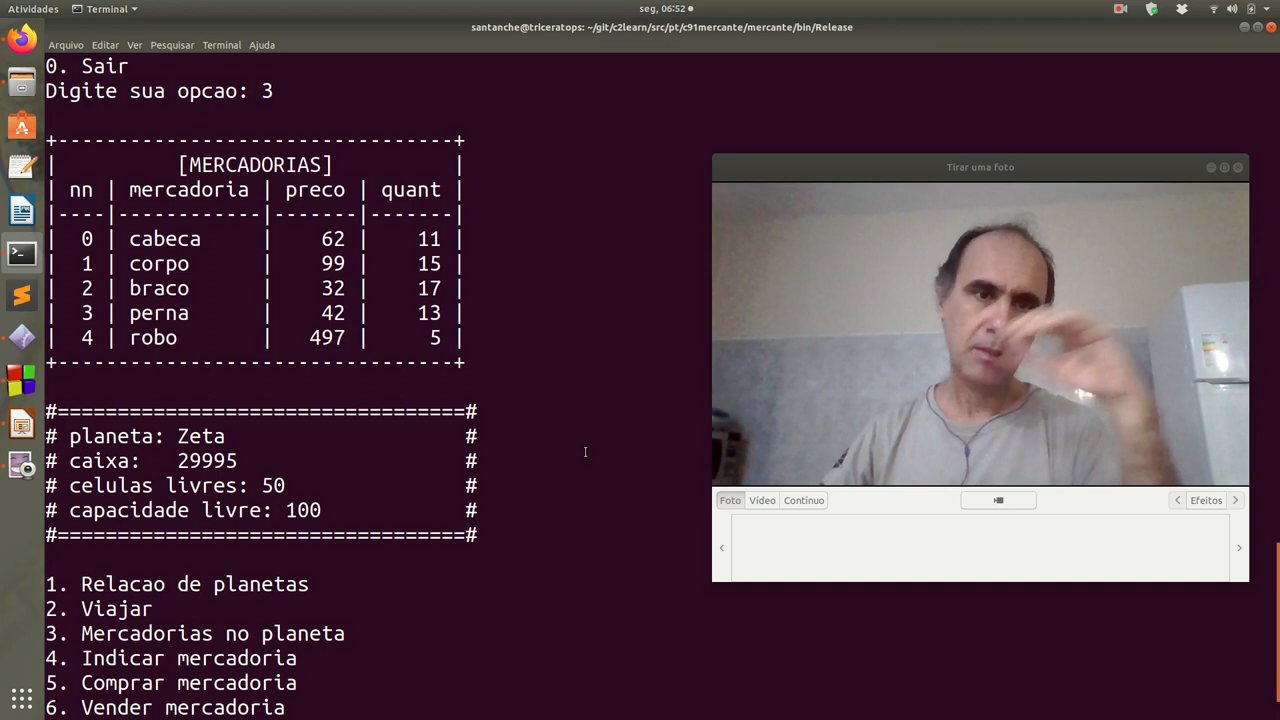 Atividades Terminal seg, 06:52
santanche@triceratops: ~/git/c2learn/src/pt/c91mercante/mercante/bin/Release
Arquivo Editar Ver Pesquisar Terminal Ajuda
0. Sair
Digite sua opcao: 3
+---------------------------------+
| [MERCADORIAS] |
| nn | mercadoria | preco | quant |
|----|------------|-------|-------|
| 0 | cabeca | 62 | 11 |
| 1 | corpo | 99 | 15 |
| 2 | braco | 32 | 17 |
| 3 | perna | 42 | 13 |
| 4 | robo | 497 | 5 |
+---------------------------------+
#==================================#
# planeta: Zeta #
# caixa: 29995 #
# celulas livres: 50 #
# capacidade livre: 100 #
#==================================#
1. Relacao de planetas
2. Viajar
3. Mercadorias no planeta
4. Indicar mercadoria
5. Comprar mercadoria
6. Vender mercadoria
Tirar uma foto
Foto Vídeo Contínuo Efeitos